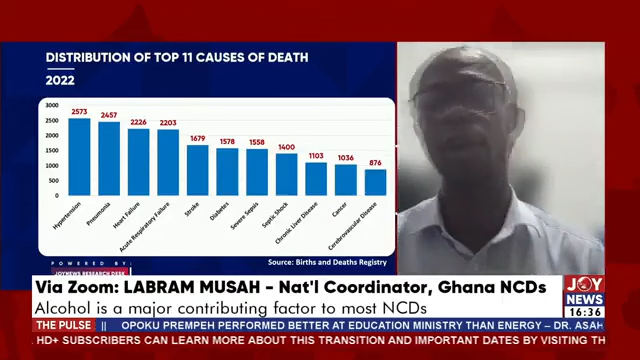 DISTRIBUTION OF TOP 11 CAUSES OF DEATH
2022
3000
2500
2000
1500
1000
500
0
2573
2457
2226
2203
1679
1578
1558
1400
1103
1036
876
Hypertension
Pneumonia
Heart Failure
Acute Respiratory Failure
Stroke
Diabetes
Severe Sepsis
Septic Shock
Chronic Liver Disease
Cancer
Cerebrovascular Disease
Source: Births and Deaths Registry
POWERED BY:
JOYNEWS RESEARCH DESK
Via Zoom: LABRAM MUSAH - Nat'l Coordinator, Ghana NCDs
Alcohol is a major contributing factor to most NCDs
JOY
NEWS
16:36
THE PULSE || OPOKU PREMPEH PERFORMED BETTER AT EDUCATION MINISTRY THAN ENERGY – DR. ASAH
HD+ SUBSCRIBERS CAN LEARN MORE ABOUT THIS TRANSITION AND IMPORTANT DATES BY VISITING TH